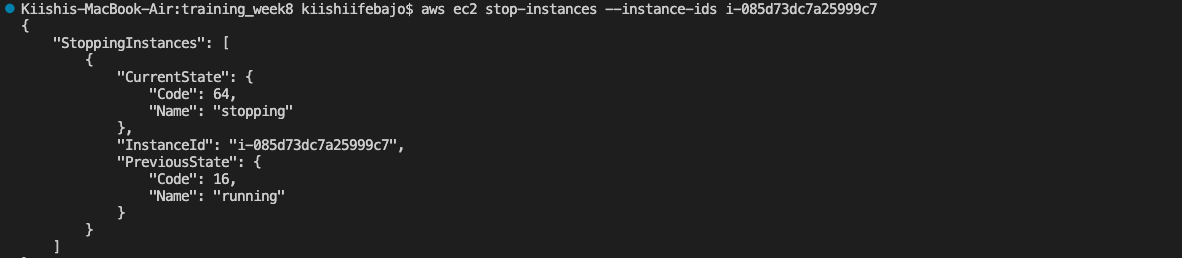 Kiishis-MacBook-Air:training_week8 kiishiifebajo$ aws ec2 stop-instances --instance-ids i-085d73dc7a25999c7
{
    "StoppingInstances": [
        {
            "CurrentState": {
                "Code": 64,
                "Name": "stopping"
            },
            "InstanceId": "i-085d73dc7a25999c7",
            "PreviousState": {
                "Code": 16,
                "Name": "running"
            }
        }
    ]